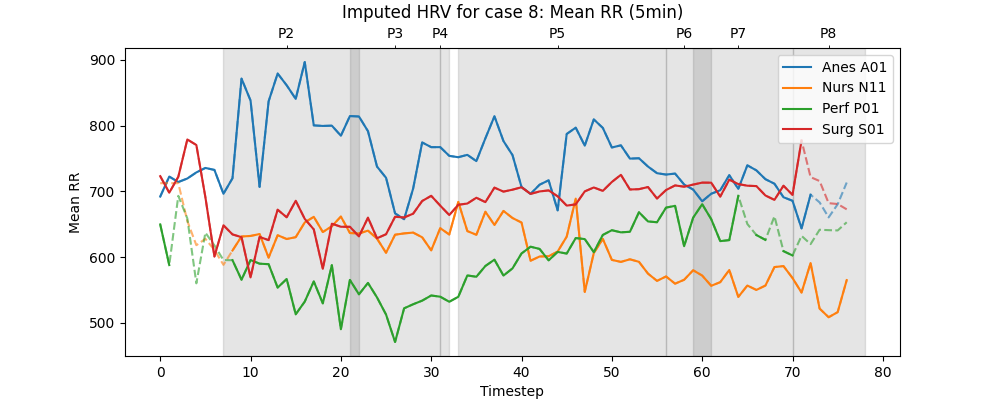 Imputed HRV for case 8: Mean RR (5min)
P2 P3 P4 P5 P6 P7 P8
Anes A01
Nurs N11
Perf P01
Surg S01
900
800
700
600
500
Mean RR
0 10 20 30 40 50 60 70 80
Timestep